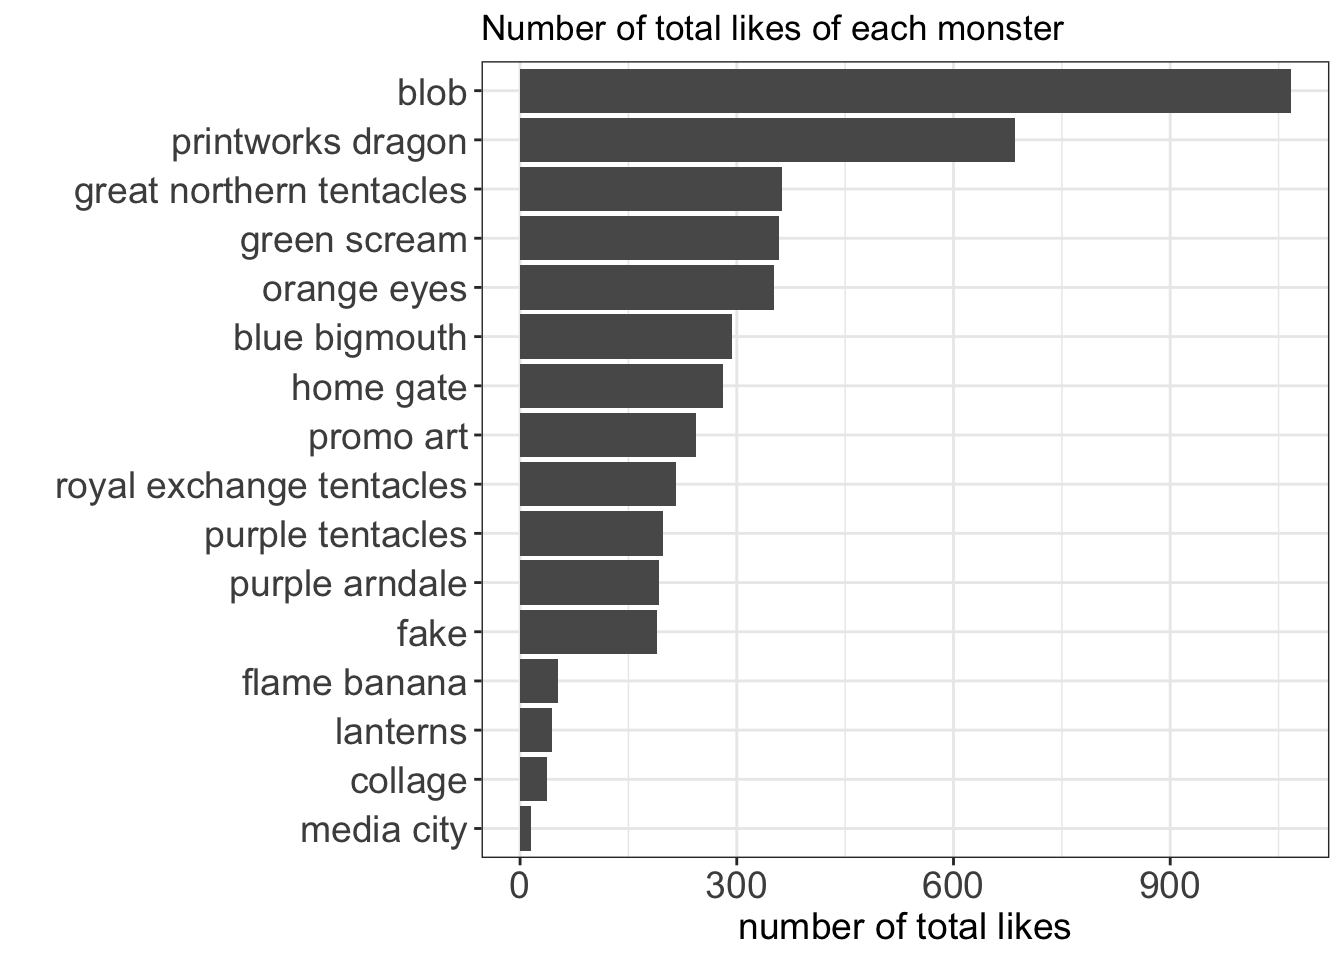 Number of total likes of each monster
blob
printworks dragon
great northern tentacles
green scream
orange eyes
blue bigmouth
home gate
promo art
royal exchange tentacles
purple tentacles
purple arndale
fake
flame banana
lanterns
collage
media city
0 300 600 900
number of total likes